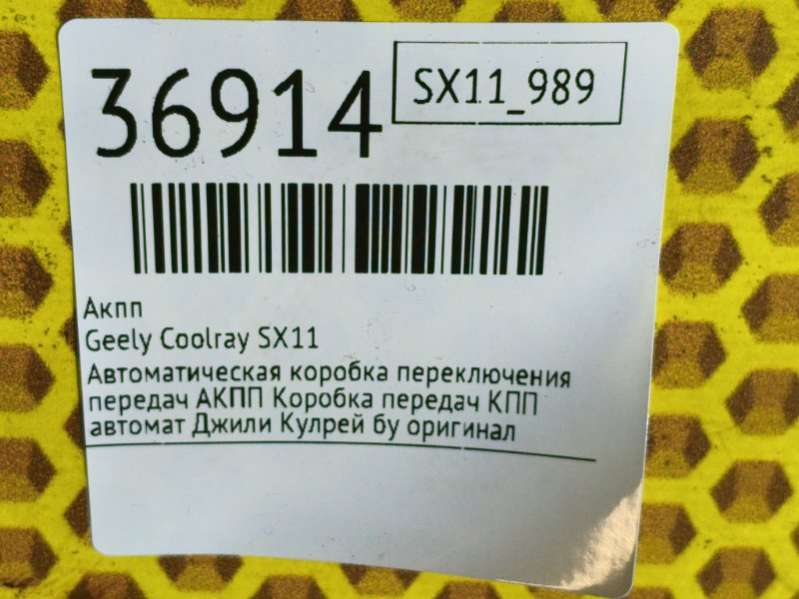 36914
SX11_989
Акпп
Geely Coolray SX11
Автоматическая коробка переключения
передач АКПП Коробка передач КПП
автомат Джили Кулрей бу оригинал